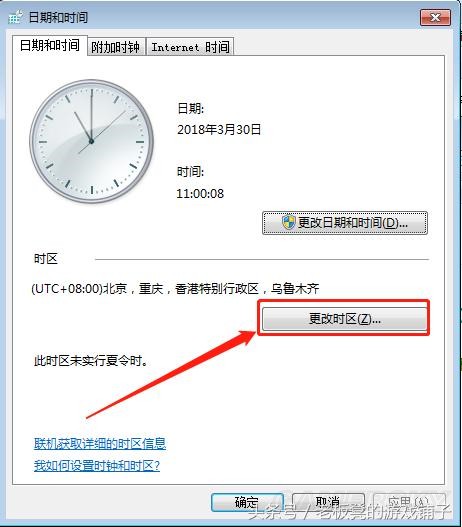 日期和时间
日期和时间 附加时钟 Internet 时间
日期:
2018年3月30日
时间:
11:00:08
更改日期和时间(D)...
时区
(UTC+08:00)北京，重庆，香港特别行政区，乌鲁木齐
更改时区(Z)...
此时区未实行夏令时。
联机获取详细的时区信息
我如何设置时钟和时区?
确定 取消 应用(A)
头条号／老板凳的游戏铺子